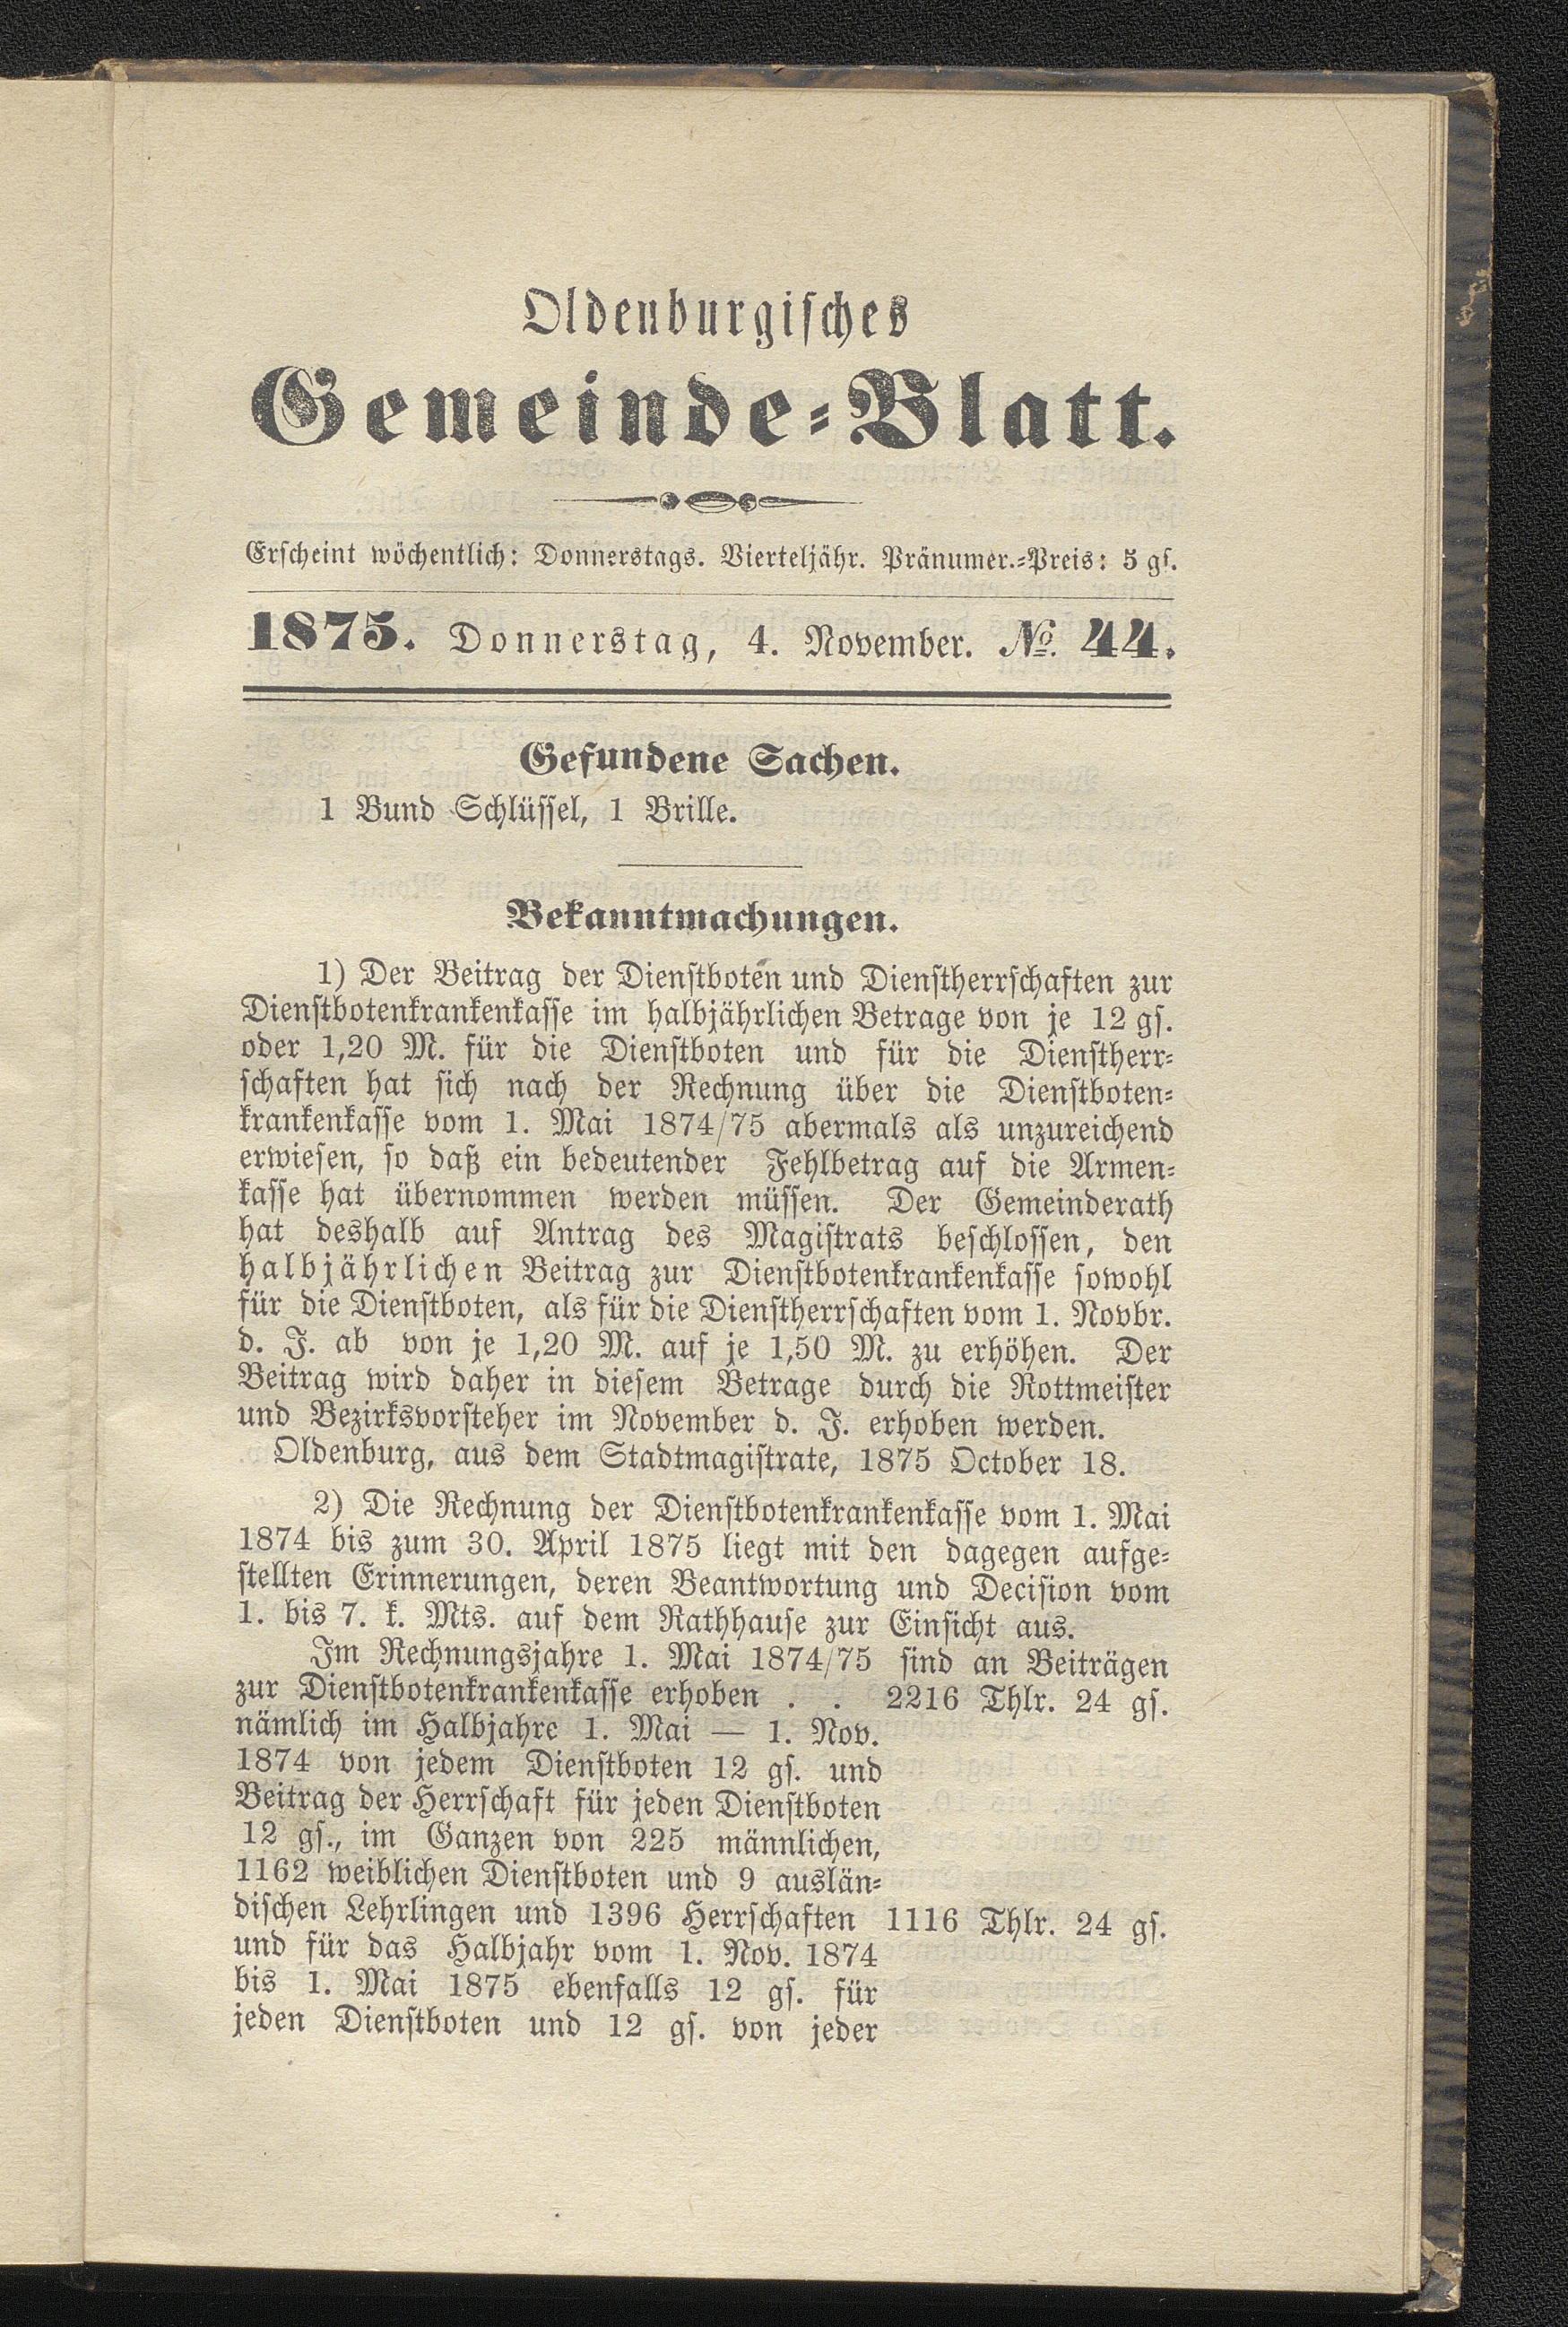 Oldenburgisches
Gemeinde-Blatt.
Erscheint wöchentlich: Donnerstags. Vierteljähr. Pränumer.-Preis: 5 gs.
1875. Donnerstag, 4. November. № 44.
Gefundene Sachen.
1 Bund Schlüssel, 1 Brille.
Bekanntmachungen.
1) Der Beitrag der Dienstboten und Dienstherrschaften zur
Dienstbotenkrankenkasse im halbjährlichen Betrage von je 12 gs.
oder 1,20 M. für die Dienstboten und für die Dienstherr-
schaften hat sich nach der Rechnung über die Dienstboten-
krankenkasse vom 1. Mai 1874/75 abermals als unzureichend
erwiesen, so daß ein bedeutender Fehlbetrag auf die Armen-
kasse hat übernommen werden müssen. Der Gemeinderath
hat deshalb auf Antrag des Magistrats beschlossen, den
halbjährlichen Beitrag zur Dienstbotenkrankenkasse sowohl
für die Dienstboten, als für die Dienstherrschaften vom 1. Novbr.
d. J. ab von je 1,20 M. auf je 1,50 M. zu erhöhen. Der
Beitrag wird daher in diesem Betrage durch die Rottmeister
und Bezirksvorsteher im November d. J. erhoben werden.
Oldenburg, aus dem Stadtmagistrate, 1875 October 18.
2) Die Rechnung der Dienstbotenkrankenkasse vom 1. Mai
1874 bis zum 30. April 1875 liegt mit den dagegen aufge-
stellten Erinnerungen, deren Beantwortung und Decision vom
1. bis 7. k. Mts. auf dem Rathhause zur Einsicht aus.
Im Rechnungsjahre 1. Mai 1874/75 sind an Beiträgen
zur Dienstbotenkrankenkasse erhoben . . 2216 Thlr. 24 gs.
nämlich im Halbjahre 1. Mai — 1. Nov.
1874 von jedem Dienstboten 12 gs. und
Beitrag der Herrschaft für jeden Dienstboten
12 gs., im Ganzen von 225 männlichen,
1162 weiblichen Dienstboten und 9 auslän-
dischen Lehrlingen und 1396 Herrschaften 1116 Thlr. 24 gs.
und für das Halbjahr vom 1. Nov. 1874
bis 1. Mai 1875 ebenfalls 12 gs. für
jeden Dienstboten und 12 gs. von jeder